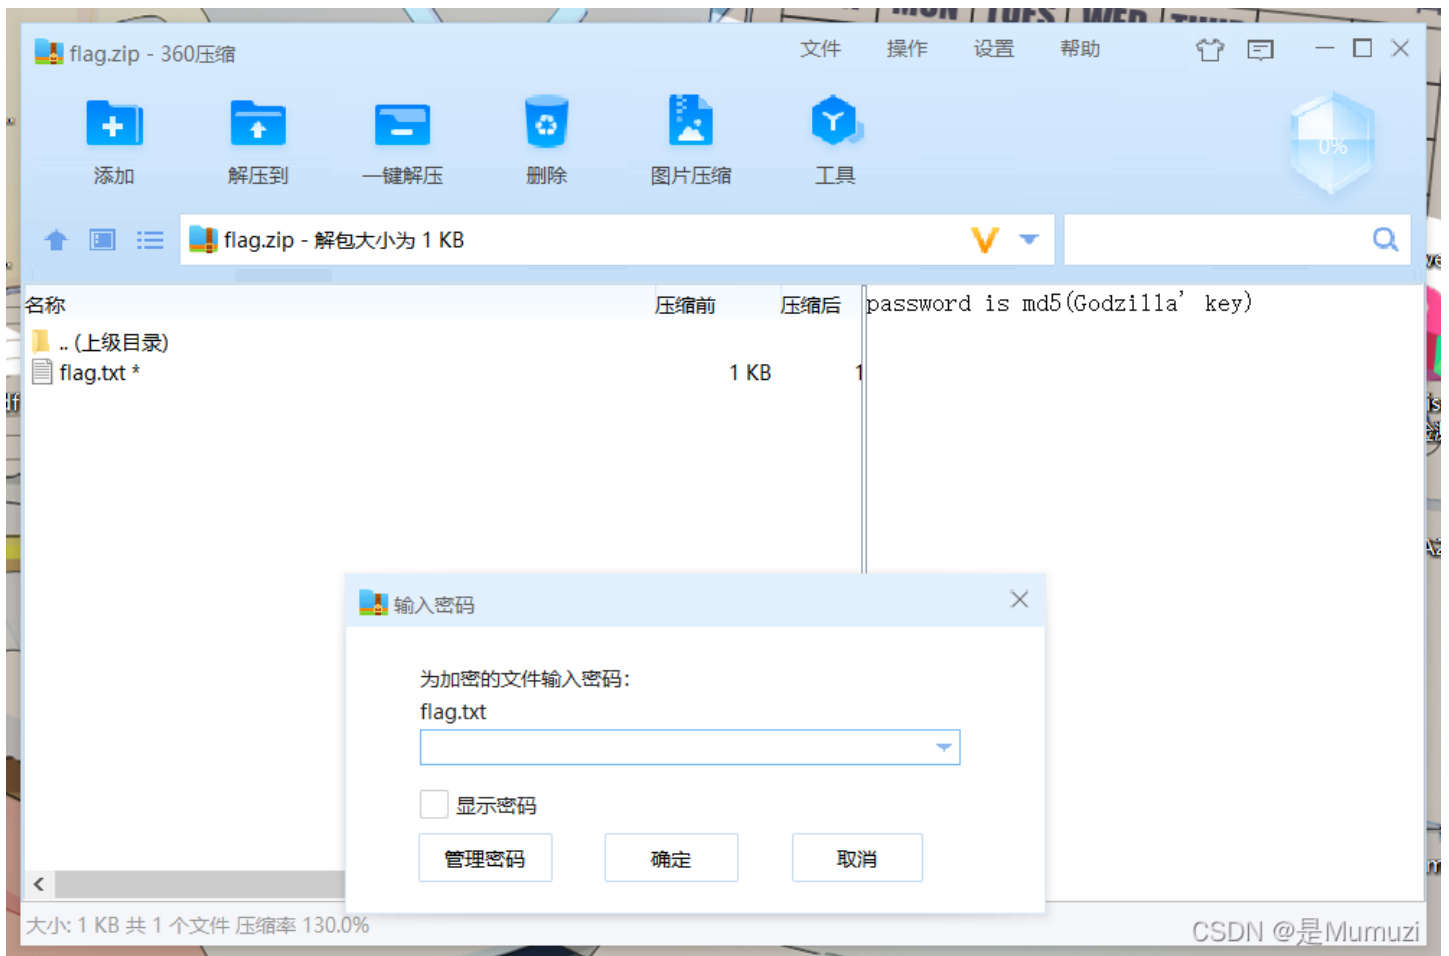 MON TUES WED THUR
flag.zip - 360压缩
文件 操作 设置 帮助
0%
添加 解压到 一键解压 删除 图片压缩 工具
flag.zip - 解包大小为 1 KB
名称 压缩前 压缩后
password is md5(Godzilla' key)
.. (上级目录)
flag.txt * 1 KB 1
输入密码
为加密的文件输入密码:
flag.txt
显示密码
管理密码 确定 取消
大小: 1 KB 共 1 个文件 压缩率 130.0%
CSDN @是Mumuzi